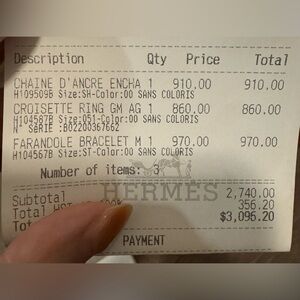 Description Qty Price Total
CHAINE D'ANCRE ENCHA 1 910.00 910.00
H109509B Size:SH-Color:00 SANS COLORIS
CROISETTE RING GM AG 1 860.00 860.00
H104567B Size:051-Color:00 SANS COLORIS
N° SERIE :B02200367662
FARANDOLE BRACELET M 1 970.00 970.00
H104567B Size:ST-Color:00 SANS COLORIS
Number of items: 3
HERMES
Subtotal 2,740.00
Total 356.20
$3,096.20
PAYMENT